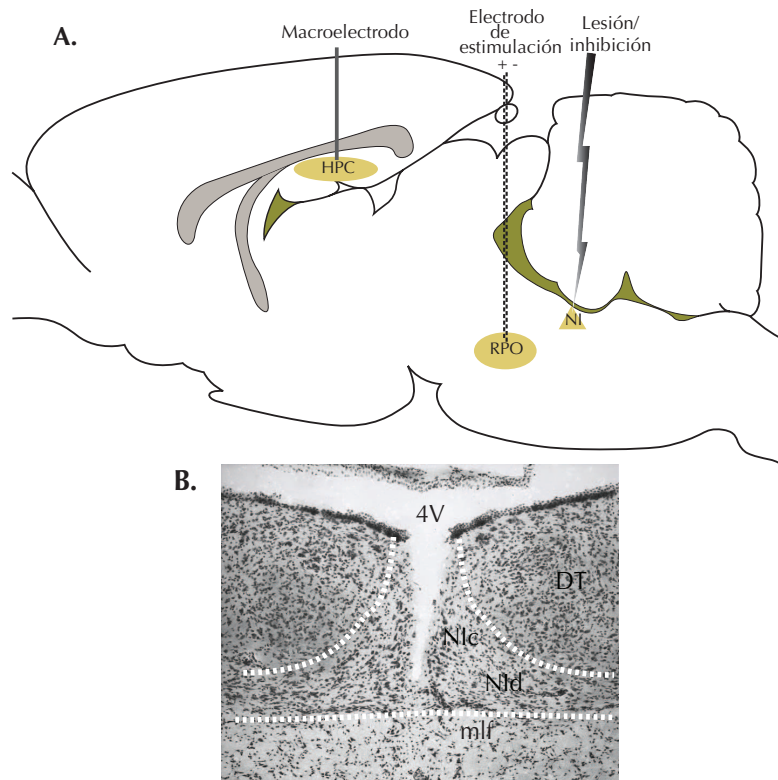 A.
Macroelectrodo
Electrodo
de
estimulación
+ -
Lesión/
inhibición
HPC
NI
RPO
B.
4V
DT
NIc
NId
mlf